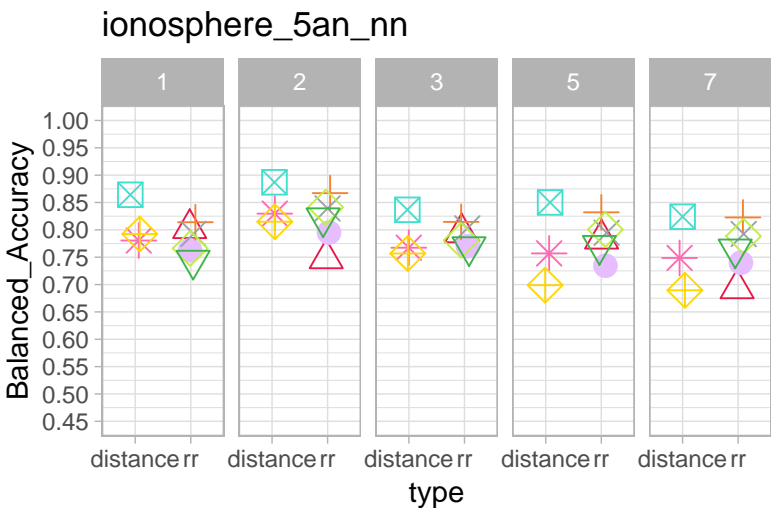 ionosphere_5an_nn
1 2 3 5 7
Balanced_Accuracy
1.00
0.95
0.90
0.85
0.80
0.75
0.70
0.65
0.60
0.55
0.50
0.45
distance rr distance rr distance rr distance rr distance rr
type